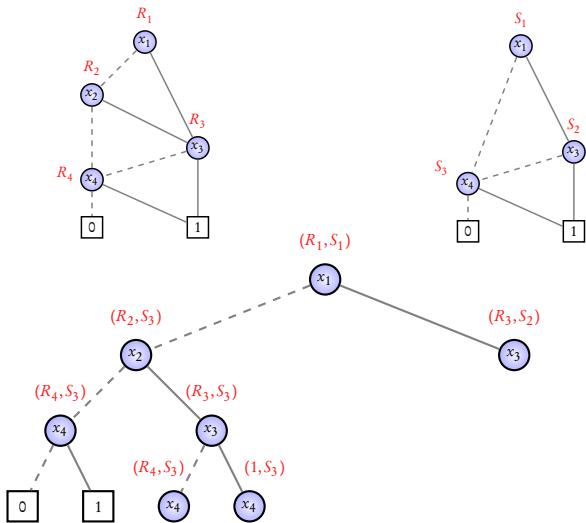 R₁ S₁
x₁ x₁
R₂
x₂ R₃ S₂
x₃ x₃
R₄ x₄ S₃ x₄
0 1 0 1
(R₁,S₁)
x₁
(R₂,S₃) (R₃,S₂)
x₂ x₃
(R₄,S₃) (R₃,S₃)
x₄ x₃
(R₄,S₃) (1,S₃)
0 1 x₄ x₄